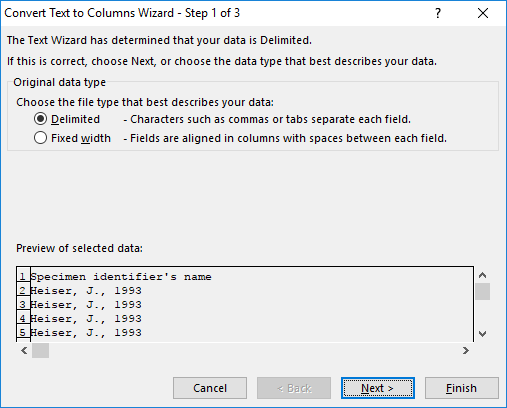 Convert Text to Columns Wizard - Step 1 of 3 ?
The Text Wizard has determined that your data is Delimited.
If this is correct, choose Next, or choose the data type that best describes your data.
Original data type
Choose the file type that best describes your data:
Delimited - Characters such as commas or tabs separate each field.
Fixed width - Fields are aligned in columns with spaces between each field.
Preview of selected data:
1 Specimen identifier's name
2 Heiser, J., 1993
3 Heiser, J., 1993
4 Heiser, J., 1993
5 Heiser, J., 1993
Cancel < Back Next > Finish